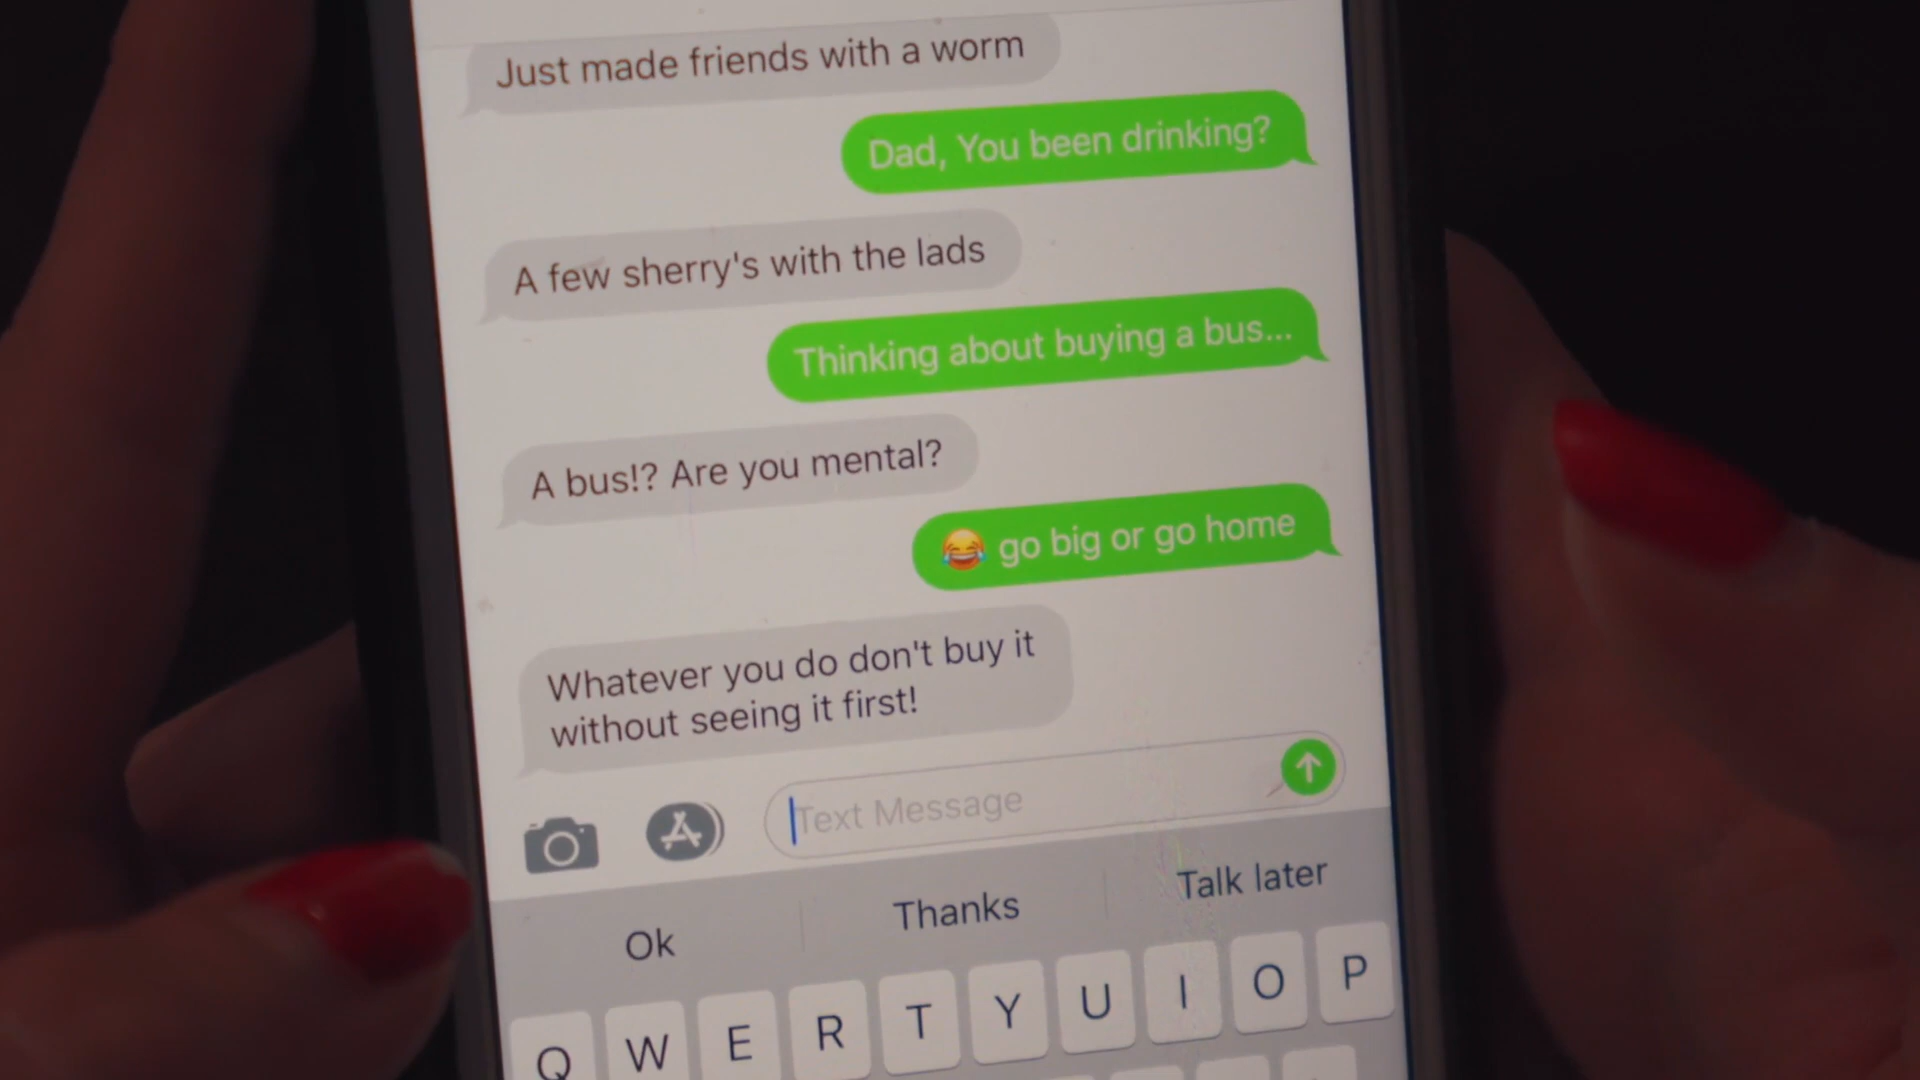 Just made friends with a worm
Dad, You been drinking?
A few sherry's with the lads
Thinking about buying a bus...
A bus!? Are you mental?
😂 go big or go home
Whatever you do don't buy it
without seeing it first!
Text Message
Ok Thanks Talk later
Q W E R T Y U I O P